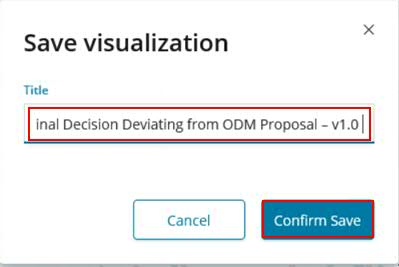 Save visualization
Title
inal Decision Deviating from ODM Proposal – v1.0
Cancel
Confirm Save